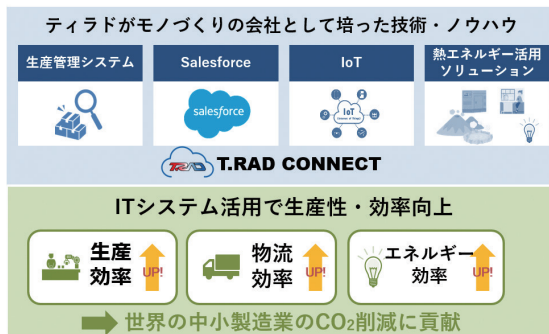 ティラドがモノづくりの会社として培った技術・ノウハウ
生産管理システム
Salesforce
IoT
熱エネルギー活用
ソリューション
salesforce
IoT
T.RAD
T.RAD CONNECT
ITシステム活用で生産性・効率向上
生産
効率
UP!
物流
効率
UP!
エネルギー
効率
UP!
世界の中小製造業のCO₂削減に貢献